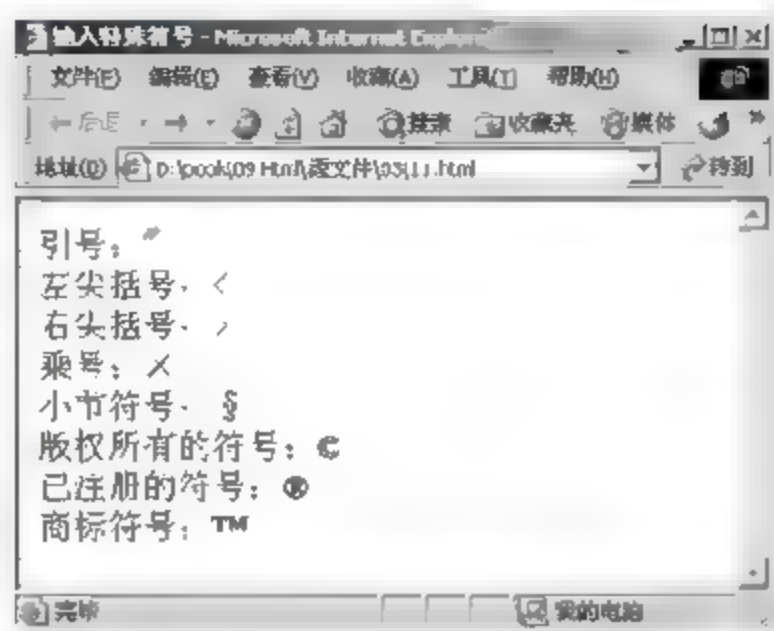 输入特殊符号 - Microsoft Internet Explorer
文件(F) 编辑(E) 查看(V) 收藏(A) 工具(T) 帮助(H)
后退 搜索 收藏夹 媒体 »
地址(D) D:\book\09 Html\源文件\03\11.html 转到
引号："
左尖括号：<
右尖括号：>
乘号：×
小节符号：§
版权所有的符号：©
已注册的符号：®
商标符号：™
完毕 我的电脑